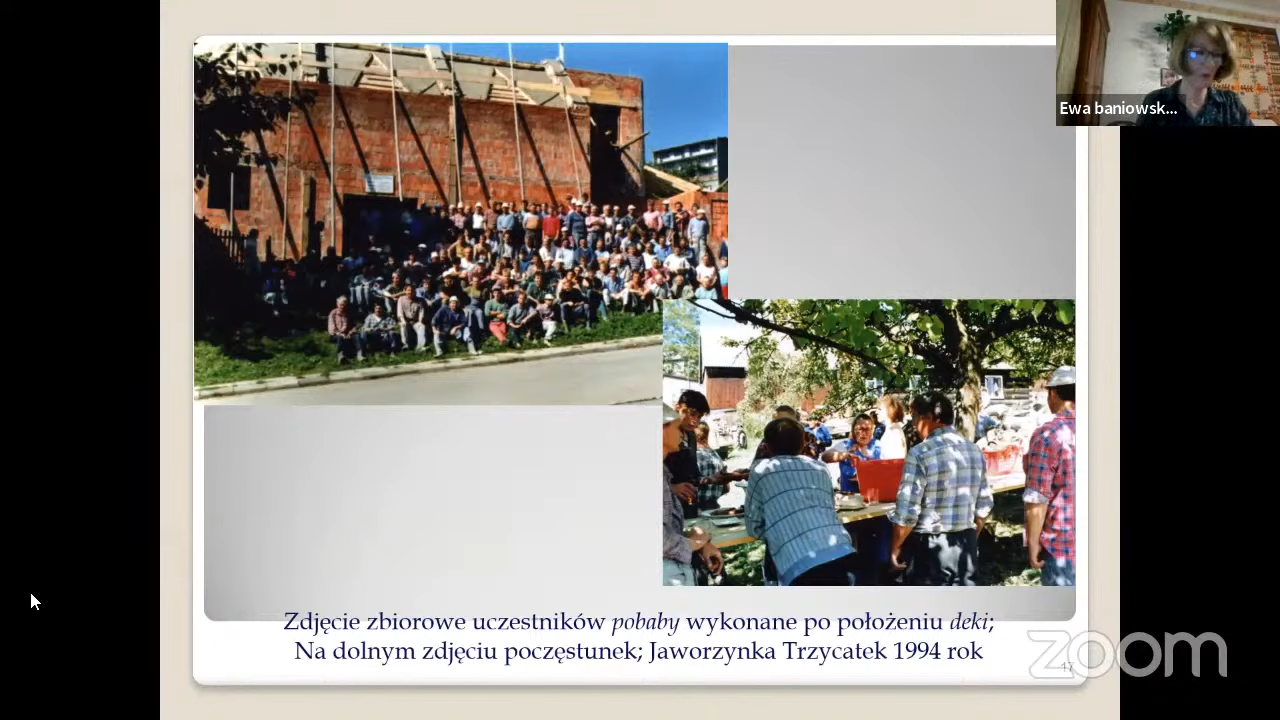 Ewa baniowsk...
Zdjęcie zbiorowe uczestników pobaby wykonane po położeniu deki;
Na dolnym zdjęciu poczęstunek; Jaworzynka Trzycatek 1994 rok
zoom
47